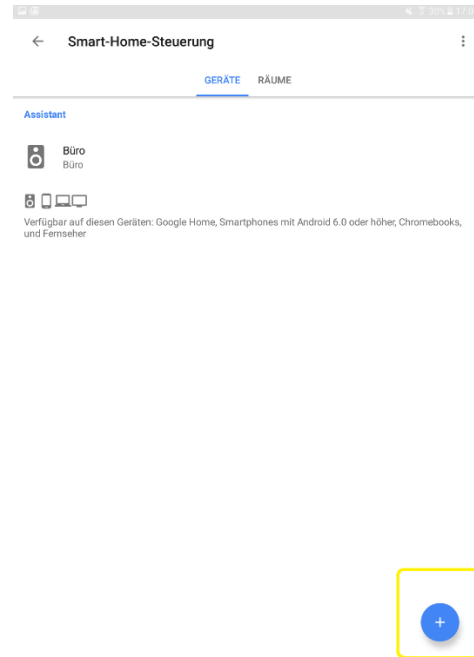 Smart-Home-Steuerung
GERÄTE RÄUME
Assistant
Büro
Büro
Verfügbar auf diesen Geräten: Google Home, Smartphones mit Android 6.0 oder höher, Chromebooks,
und Fernseher